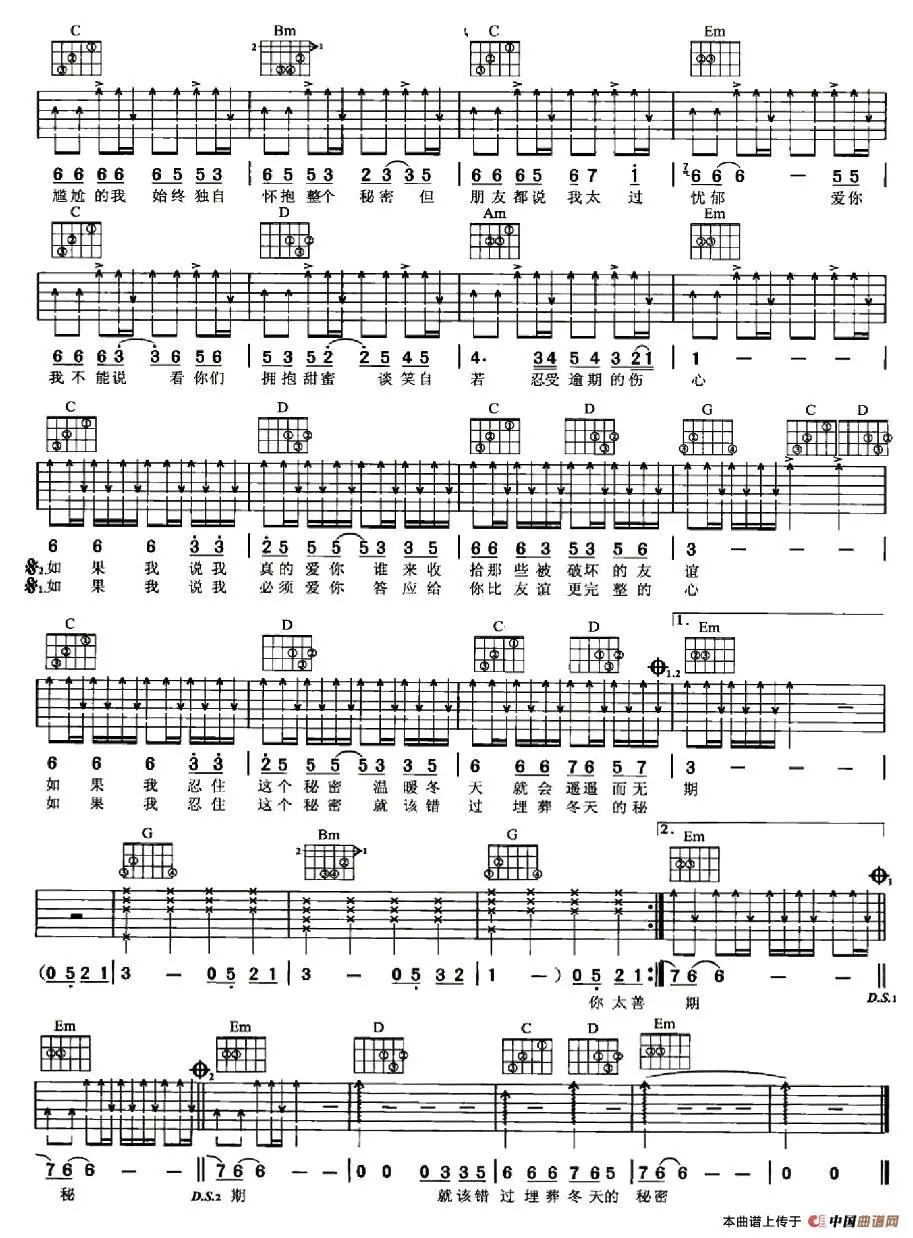 C Bm C Em
6 6 6 6 6 5 5 3 | 6 6 5 5 2 3 3 5 | 6 6 6 5 6 7 i | 6 6 6 — 5 5
尴尬的我 始终独自 怀抱整个 秘密 但 朋友都说 我太 过 忧郁 爱你
C D Am Em
6 6 6 3 3 6 5 6 | 5 3 5 2 2 5 4 5 | 4· 3 4 5 4 3 2 1 | 1 — — —
我不能说 看你们 拥抱甜蜜 谈笑自 若 忍受逾期的伤 心
C D C D G C D
6 6 6 3 3 | 2 5 5 5 5 3 3 5 | 6 6 5 5 5 3 5 6 | 3 — — —
2.如 果 我 说我 真的爱你 谁来收 拾那些被 破坏的友 谊
1.如 果 我 说我 必须爱你 答应给 你比友谊 更完整的 心
C D C D 1,2 1. Em
6 6 6 3 3 | 2 5 5 5 5 3 3 5 | 6 6 6 7 6 5 7 | 3 — — —
如 果 我 忍住 这个秘密 温暖冬 天 就会遥遥而无 期
如 果 我 忍住 这个秘密 就该错 过 埋葬冬天的秘
G Bm G 2. Em 1
(0 5 2 1 | 3 — 0 5 2 1 | 3 — 0 5 3 2 | 1 —) 0 5 2 1 :‖ 7 6 6 — — ‖
你太善 期 D.S.1
Em Em 2 D C D Em
7 6 6 — — ‖ 7 6 6 — — | 0 0 0 3 3 5 | 6 6 6 6 7 6 5 | 7 6 6 — — | — 0 0 ‖
秘 D.S.2 期 就该错 过埋葬冬天的 秘密
本曲谱上传于 中国曲谱网